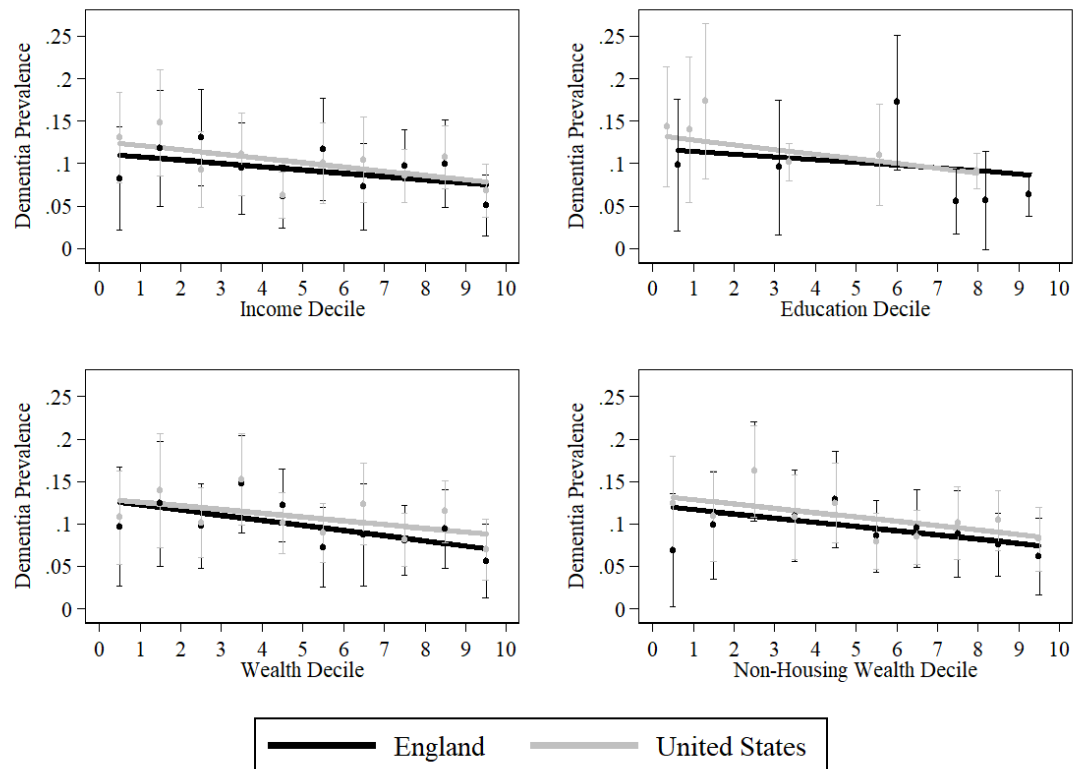 Dementia Prevalence
.25
.2
.15
.1
.05
0
0 1 2 3 4 5 6 7 8 9 10
Income Decile
Dementia Prevalence
.25
.2
.15
.1
.05
0
0 1 2 3 4 5 6 7 8 9 10
Education Decile
Dementia Prevalence
.25
.2
.15
.1
.05
0
0 1 2 3 4 5 6 7 8 9 10
Wealth Decile
Dementia Prevalence
.25
.2
.15
.1
.05
0
0 1 2 3 4 5 6 7 8 9 10
Non-Housing Wealth Decile
England United States